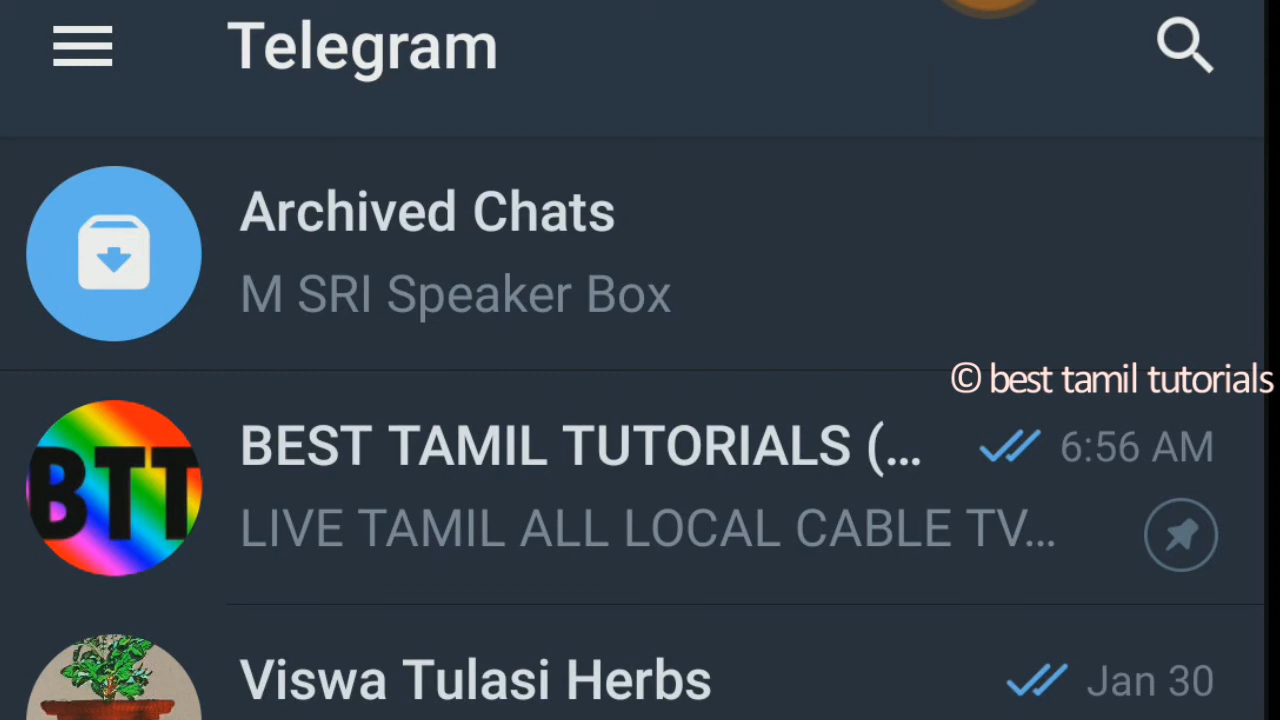 Telegram
Archived Chats
M SRI Speaker Box
© best tamil tutorials
BEST TAMIL TUTORIALS (... 6:56 AM
BTT
LIVE TAMIL ALL LOCAL CABLE TV...
Viswa Tulasi Herbs Jan 30